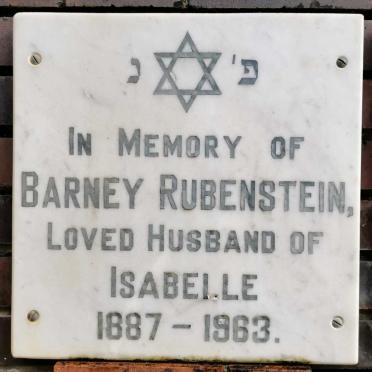 פ' נ
IN MEMORY OF
BARNEY RUBENSTEIN,
LOVED HUSBAND OF
ISABELLE
1887 – 1963.